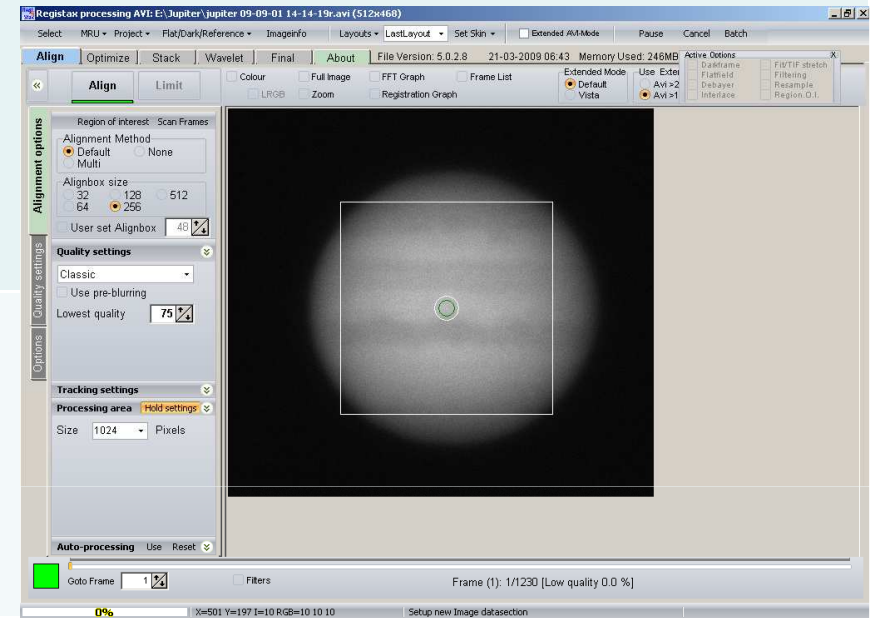 Registax processing AVI: E:\Jupiter\jupiter 09-09-01 14-14-19r.avi (512x468)
Select MRU Project Flat/Dark/Reference Imageinfo Layouts LastLayout Set Skin Extended AVI-Mode Pause Cancel Batch
Align Optimize Stack Wavelet Final About File Version: 5.0.2.8 21-03-2009 06:43 Memory Used: 246MB
Active Options X
Darkframe Fit/TIF stretch
Flatfield Filtering
Debayer Resample
Interlace Region O.I.
« Align Limit
Colour Full Image FFT Graph Frame List
LRGB Zoom Registration Graph
Extended Mode
Default
Vista
Use Exter
Avi >2
Avi >1
Alignment options
Quality settings
Options
Region of interest Scan Frames
Alignment Method
Default None
Multi
Alignbox size
32 128 512
64 256
User set Alignbox 48
Quality settings
Classic
Use pre-blurring
Lowest quality 75
Tracking settings
Processing area Hold settings
Size 1024 Pixels
Auto-processing Use Reset
Goto Frame 1 Filters Frame (1): 1/1230 [Low quality 0.0 %]
0% X=501 Y=197 I=10 RGB=10 10 10 Setup new Image datasection